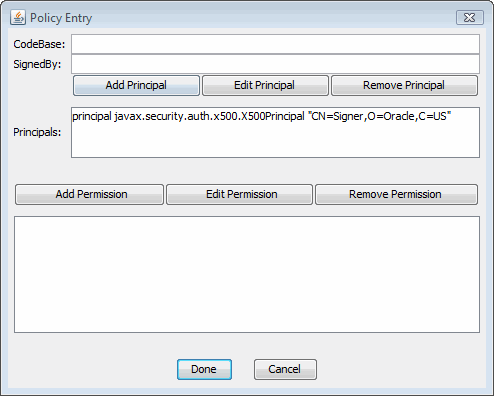 Policy Entry
CodeBase:
SignedBy:
Add Principal Edit Principal Remove Principal
Principals: principal javax.security.auth.x500.X500Principal "CN=Signer,O=Oracle,C=US"
Add Permission Edit Permission Remove Permission
Done Cancel